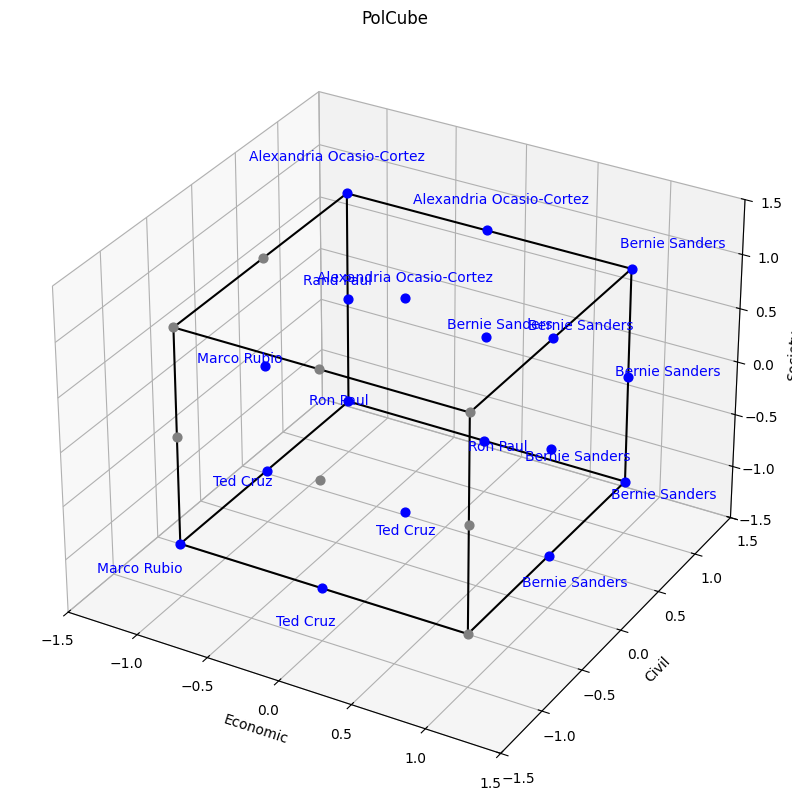 PolCube
Alexandria Ocasio-Cortez
Alexandria Ocasio-Cortez
Bernie Sanders
Rand Paul
Alexandria Ocasio-Cortez
Bernie Sanders
Bernie Sanders
Marco Rubio
Bernie Sanders
Ron Paul
Ron Paul
Bernie Sanders
Ted Cruz
Bernie Sanders
Ted Cruz
Marco Rubio
Bernie Sanders
Ted Cruz
1.5
1.0
0.5
0.0
−0.5
−1.0
−1.5
Society
1.5
1.0
0.5
0.0
−0.5
−1.0
−1.5
Civil
−1.5
−1.0
−0.5
0.0
0.5
1.0
1.5
Economic